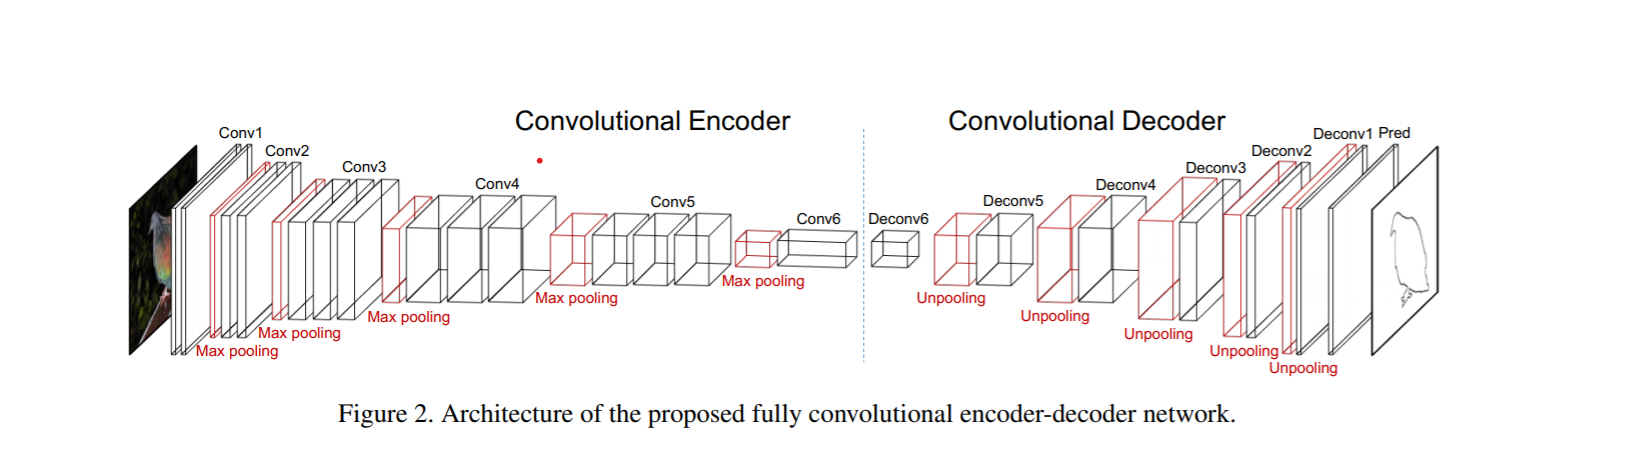 Convolutional Encoder
Convolutional Decoder
Conv1
Conv2
Conv3
Conv4
Conv5
Conv6
Deconv6
Deconv5
Deconv4
Deconv3
Deconv2
Deconv1
Pred
Max pooling
Max pooling
Max pooling
Max pooling
Max pooling
Unpooling
Unpooling
Unpooling
Unpooling
Unpooling
Figure 2. Architecture of the proposed fully convolutional encoder-decoder network.